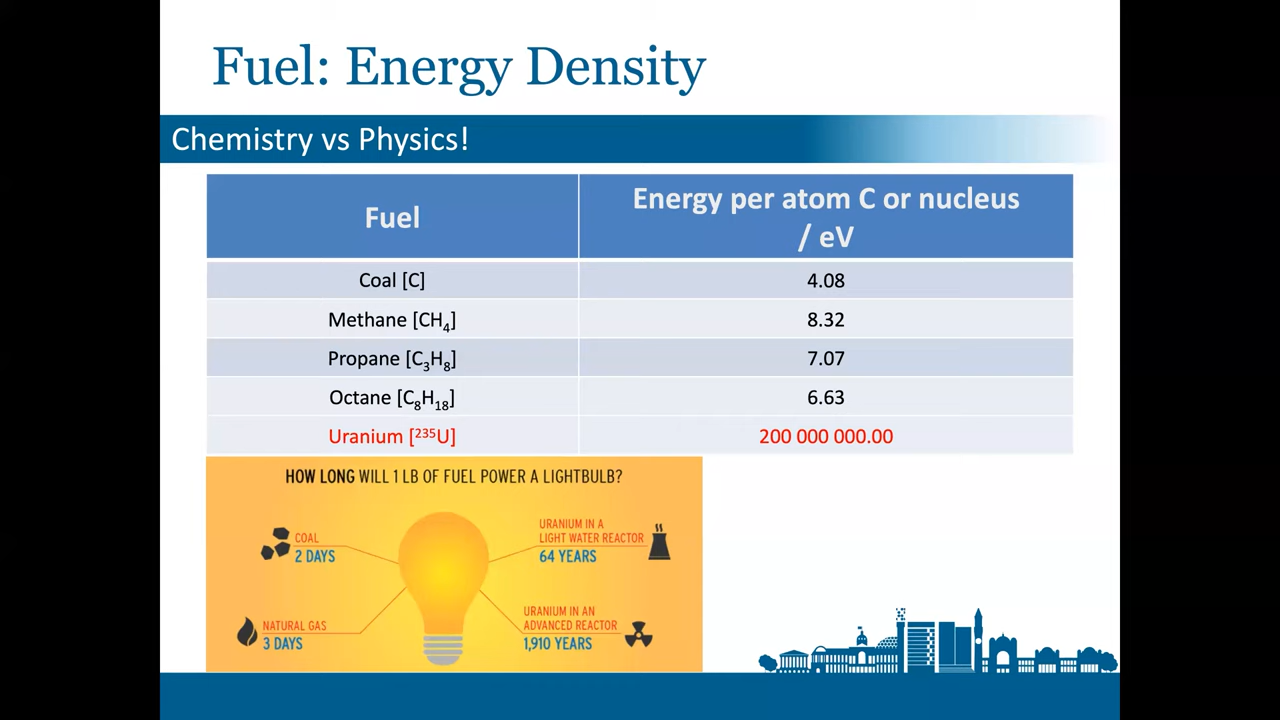 Fuel: Energy Density
Chemistry vs Physics!
Fuel
Energy per atom C or nucleus
/ eV
Coal [C]
4.08
Methane [CH₄]
8.32
Propane [C₃H₈]
7.07
Octane [C₈H₁₈]
6.63
Uranium [²³⁵U]
200 000 000.00
HOW LONG WILL 1 LB OF FUEL POWER A LIGHTBULB?
COAL
2 DAYS
URANIUM IN A
LIGHT WATER REACTOR
64 YEARS
NATURAL GAS
3 DAYS
URANIUM IN AN
ADVANCED REACTOR
1,910 YEARS